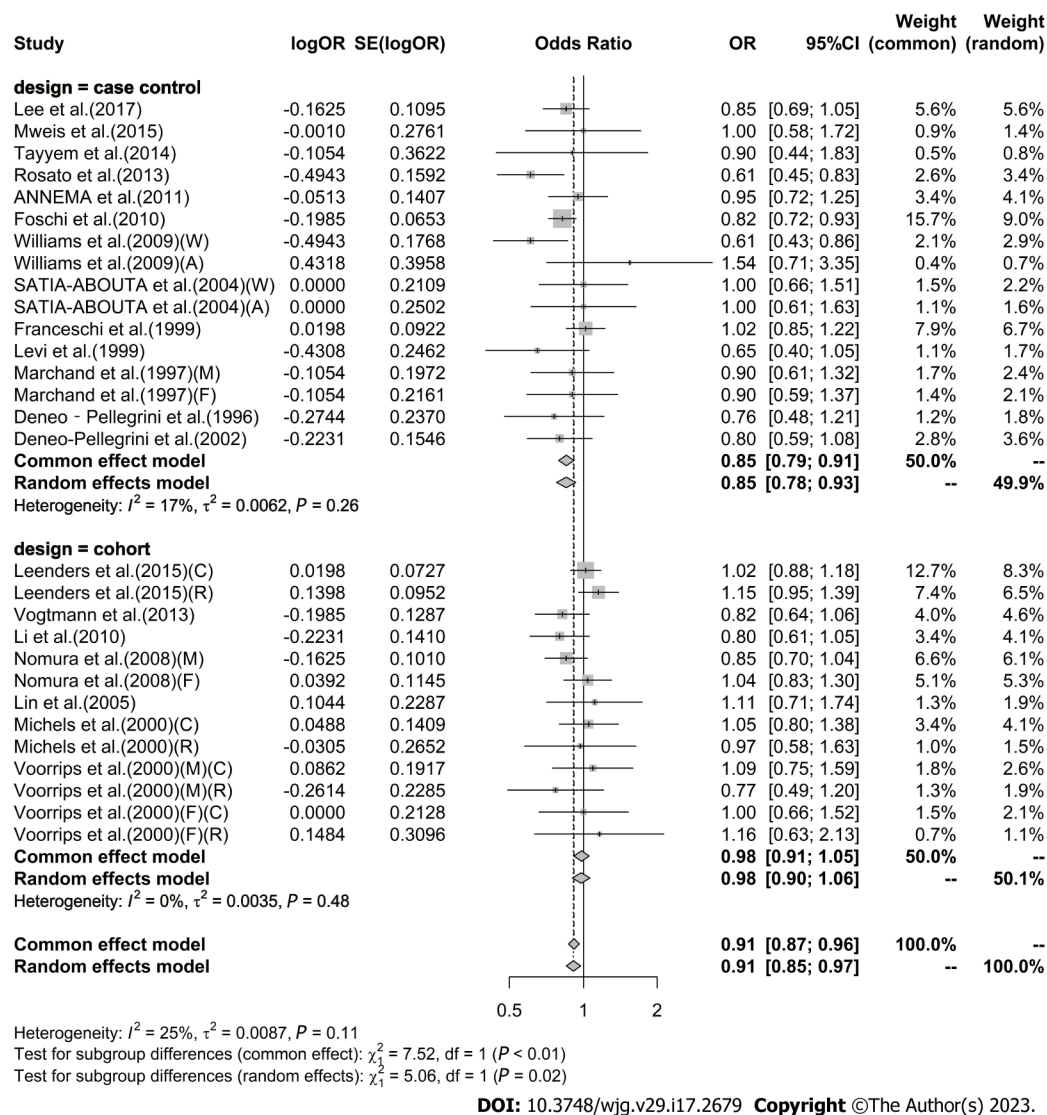 Weight Weight
Study logOR SE(logOR) Odds Ratio OR 95%CI (common) (random)
design = case control
Lee et al.(2017) -0.1625 0.1095 0.85 [0.69; 1.05] 5.6% 5.6%
Mweis et al.(2015) -0.0010 0.2761 1.00 [0.58; 1.72] 0.9% 1.4%
Tayyem et al.(2014) -0.1054 0.3622 0.90 [0.44; 1.83] 0.5% 0.8%
Rosato et al.(2013) -0.4943 0.1592 0.61 [0.45; 0.83] 2.6% 3.4%
ANNEMA et al.(2011) -0.0513 0.1407 0.95 [0.72; 1.25] 3.4% 4.1%
Foschi et al.(2010) -0.1985 0.0653 0.82 [0.72; 0.93] 15.7% 9.0%
Williams et al.(2009)(W) -0.4943 0.1768 0.61 [0.43; 0.86] 2.1% 2.9%
Williams et al.(2009)(A) 0.4318 0.3958 1.54 [0.71; 3.35] 0.4% 0.7%
SATIA-ABOUTA et al.(2004)(W) 0.0000 0.2109 1.00 [0.66; 1.51] 1.5% 2.2%
SATIA-ABOUTA et al.(2004)(A) 0.0000 0.2502 1.00 [0.61; 1.63] 1.1% 1.6%
Franceschi et al.(1999) 0.0198 0.0922 1.02 [0.85; 1.22] 7.9% 6.7%
Levi et al.(1999) -0.4308 0.2462 0.65 [0.40; 1.05] 1.1% 1.7%
Marchand et al.(1997)(M) -0.1054 0.1972 0.90 [0.61; 1.32] 1.7% 2.4%
Marchand et al.(1997)(F) -0.1054 0.2161 0.90 [0.59; 1.37] 1.4% 2.1%
Deneo‐Pellegrini et al.(1996) -0.2744 0.2370 0.76 [0.48; 1.21] 1.2% 1.8%
Deneo-Pellegrini et al.(2002) -0.2231 0.1546 0.80 [0.59; 1.08] 2.8% 3.6%
Common effect model 0.85 [0.79; 0.91] 50.0% --
Random effects model 0.85 [0.78; 0.93] -- 49.9%
Heterogeneity: I² = 17%, τ² = 0.0062, P = 0.26
design = cohort
Leenders et al.(2015)(C) 0.0198 0.0727 1.02 [0.88; 1.18] 12.7% 8.3%
Leenders et al.(2015)(R) 0.1398 0.0952 1.15 [0.95; 1.39] 7.4% 6.5%
Vogtmann et al.(2013) -0.1985 0.1287 0.82 [0.64; 1.06] 4.0% 4.6%
Li et al.(2010) -0.2231 0.1410 0.80 [0.61; 1.05] 3.4% 4.1%
Nomura et al.(2008)(M) -0.1625 0.1010 0.85 [0.70; 1.04] 6.6% 6.1%
Nomura et al.(2008)(F) 0.0392 0.1145 1.04 [0.83; 1.30] 5.1% 5.3%
Lin et al.(2005) 0.1044 0.2287 1.11 [0.71; 1.74] 1.3% 1.9%
Michels et al.(2000)(C) 0.0488 0.1409 1.05 [0.80; 1.38] 3.4% 4.1%
Michels et al.(2000)(R) -0.0305 0.2652 0.97 [0.58; 1.63] 1.0% 1.5%
Voorrips et al.(2000)(M)(C) 0.0862 0.1917 1.09 [0.75; 1.59] 1.8% 2.6%
Voorrips et al.(2000)(M)(R) -0.2614 0.2285 0.77 [0.49; 1.20] 1.3% 1.9%
Voorrips et al.(2000)(F)(C) 0.0000 0.2128 1.00 [0.66; 1.52] 1.5% 2.1%
Voorrips et al.(2000)(F)(R) 0.1484 0.3096 1.16 [0.63; 2.13] 0.7% 1.1%
Common effect model 0.98 [0.91; 1.05] 50.0% --
Random effects model 0.98 [0.90; 1.06] -- 50.1%
Heterogeneity: I² = 0%, τ² = 0.0035, P = 0.48
Common effect model 0.91 [0.87; 0.96] 100.0% --
Random effects model 0.91 [0.85; 0.97] -- 100.0%
0.5 1 2
Heterogeneity: I² = 25%, τ² = 0.0087, P = 0.11
Test for subgroup differences (common effect): χ₁² = 7.52, df = 1 (P < 0.01)
Test for subgroup differences (random effects): χ₁² = 5.06, df = 1 (P = 0.02)
DOI: 10.3748/wjg.v29.i17.2679 Copyright ©The Author(s) 2023.